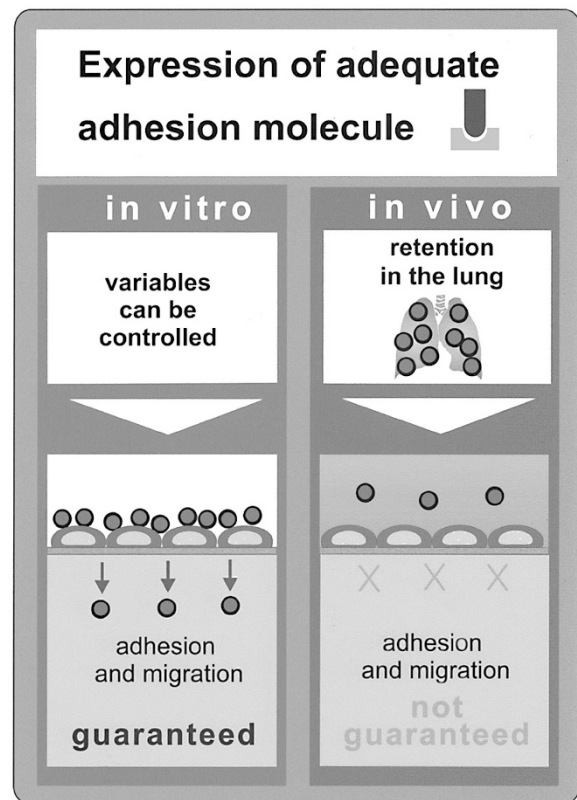 Expression of adequate
adhesion molecule
in vitro
variables
can be
controlled
adhesion
and migration
guaranteed
in vivo
retention
in the lung
adhesion
and migration
not
guaranteed